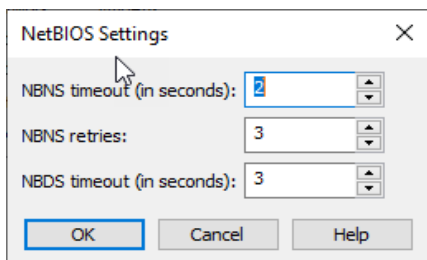 NetBIOS Settings
NBNS timeout (in seconds): 2
NBNS retries: 3
NBDS timeout (in seconds): 3
OK Cancel Help